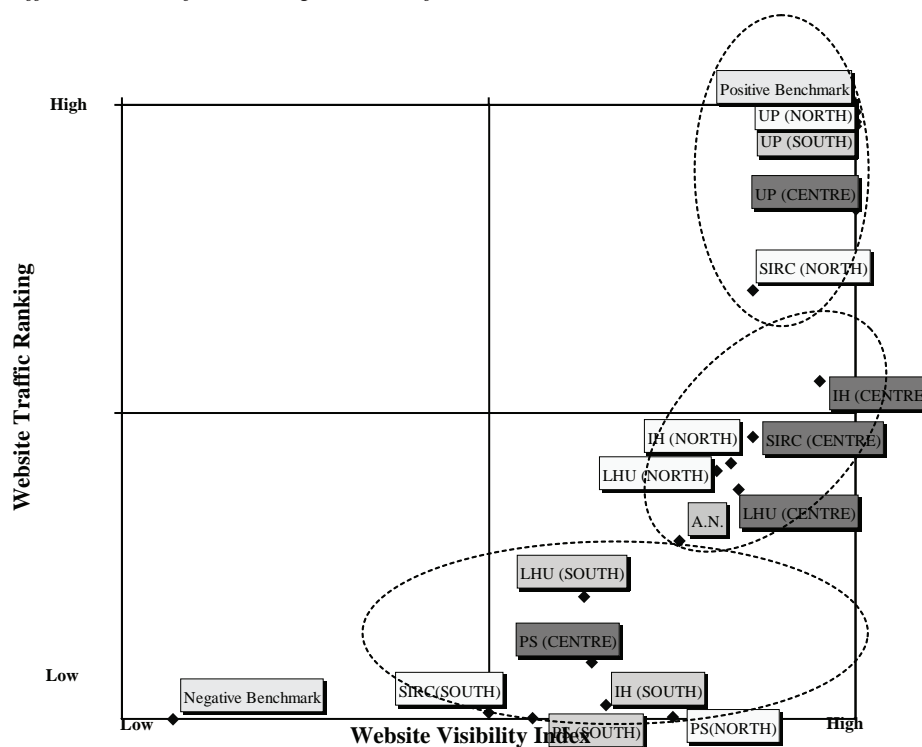 Positive Benchmark
High
UP (NORTH)
UP (SOUTH)
UP (CENTRE)
SIRC (NORTH)
Website Traffic Ranking
IH (CENTRE
IH (NORTH)
SIRC (CENTRE)
LHU (NORTH)
LHU (CENTRE)
A.N.
LHU (SOUTH)
PS (CENTRE)
Low
Negative Benchmark
SIRC(SOUTH)
IH (SOUTH)
Low
PS (SOUTH)
PS(NORTH)
High
Website Visibility Index